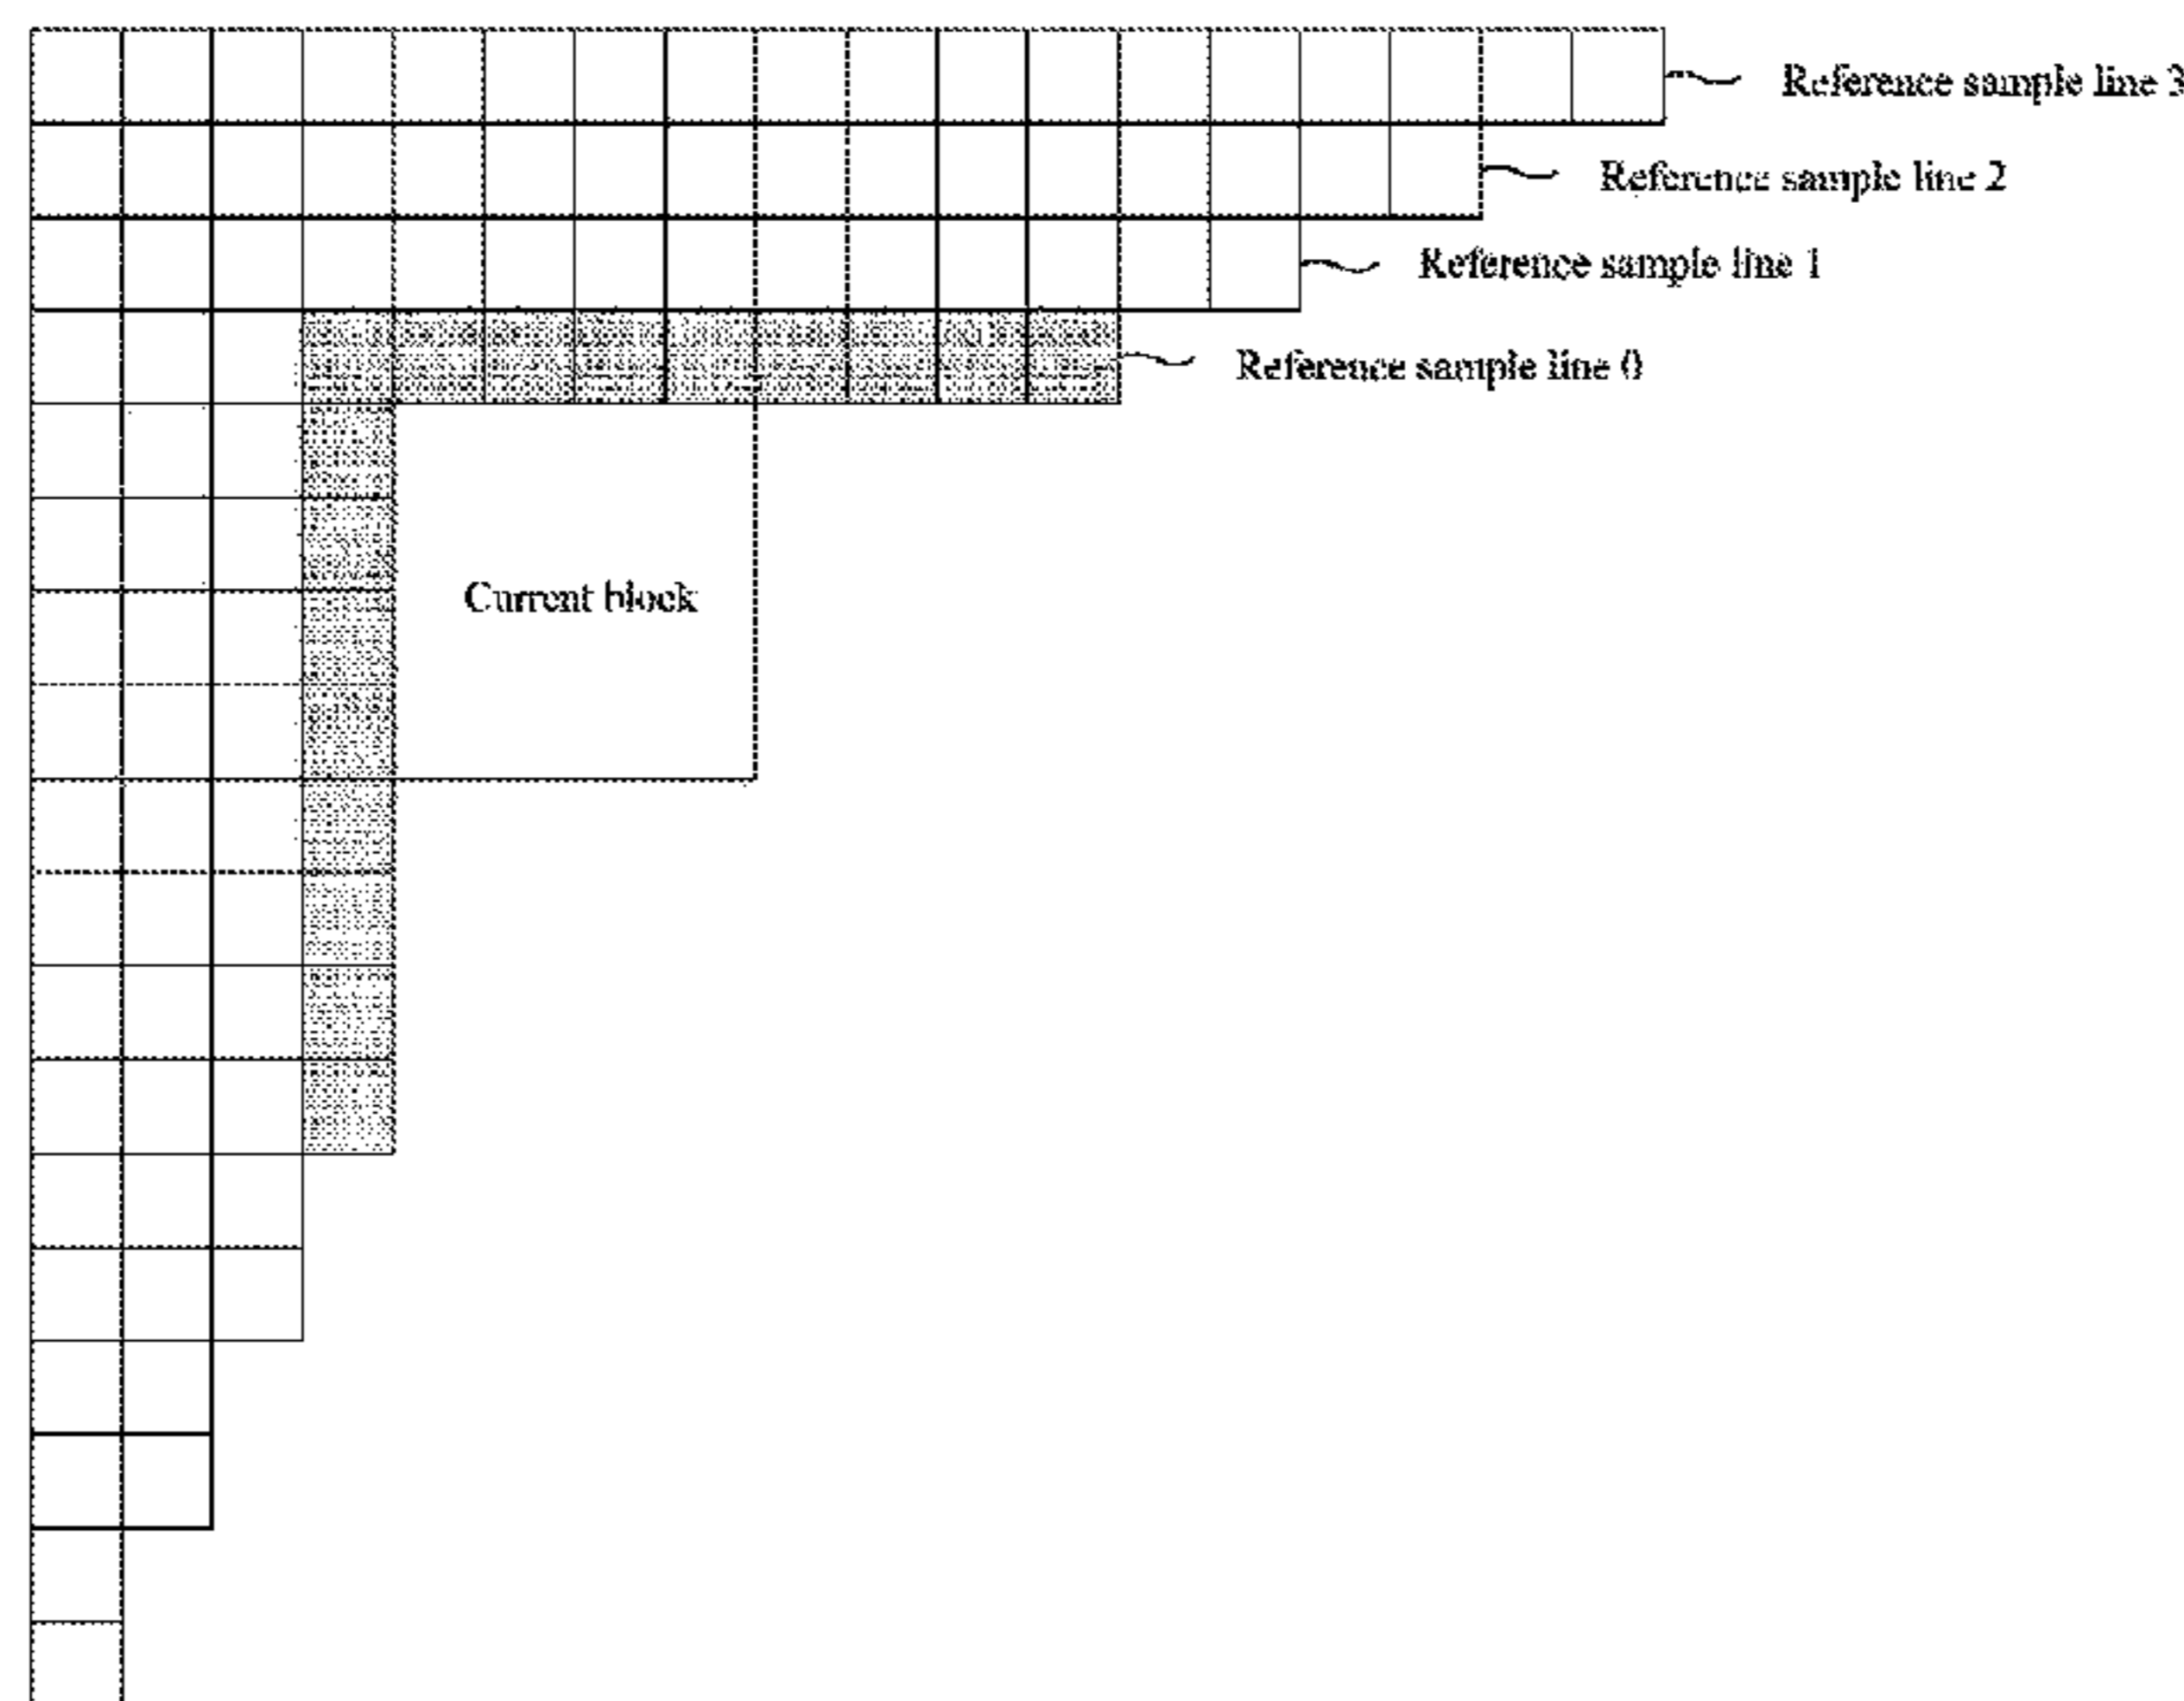 Reference sample line 3
Reference sample line 2
Reference sample line 1
Reference sample line 0
Current block